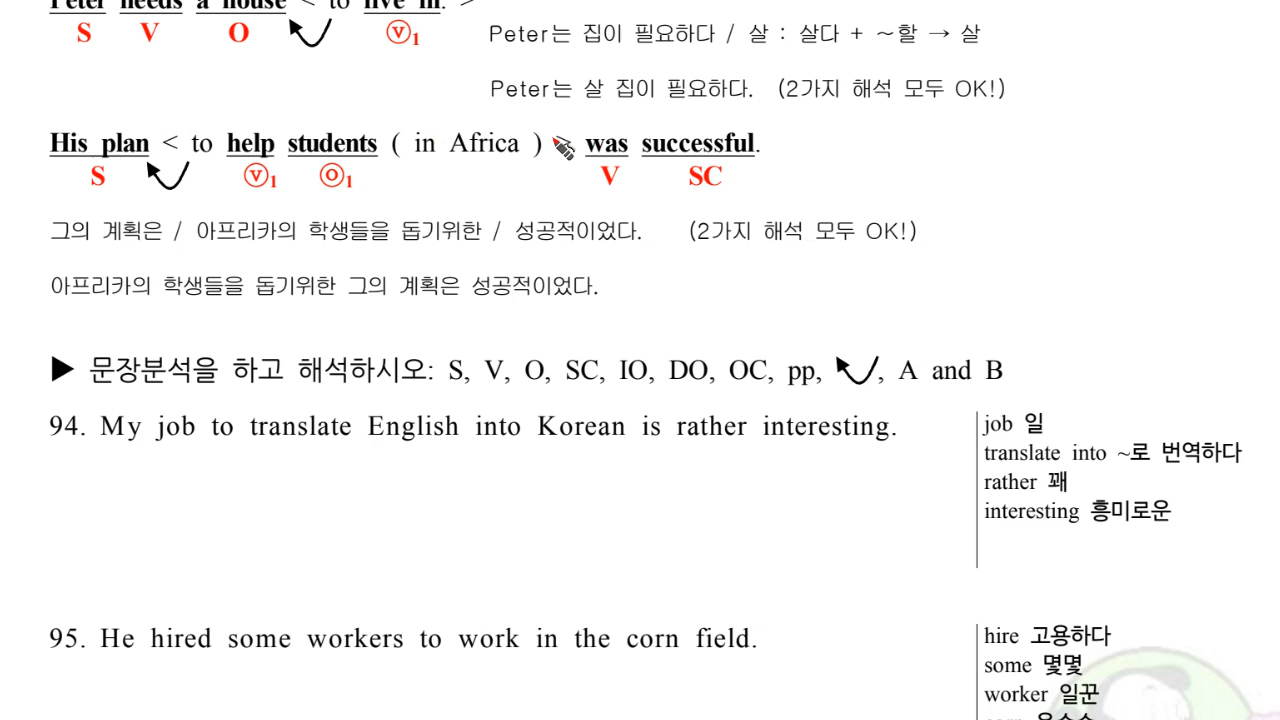 Peter needs a house < to live in. >
S V O ⓥ1 Peter는 집이 필요하다 / 살 : 살다 + ~할 → 살
Peter는 살 집이 필요하다. (2가지 해석 모두 OK!)
His plan < to help students ( in Africa ) was successful.
S ⓥ1 ⓞ1 V SC
그의 계획은 / 아프리카의 학생들을 돕기위한 / 성공적이었다. (2가지 해석 모두 OK!)
아프리카의 학생들을 돕기위한 그의 계획은 성공적이었다.
▶ 문장분석을 하고 해석하시오: S, V, O, SC, IO, DO, OC, pp, , A and B
94. My job to translate English into Korean is rather interesting.
job 일
translate into ~로 번역하다
rather 꽤
interesting 흥미로운
95. He hired some workers to work in the corn field.
hire 고용하다
some 몇몇
worker 일꾼
corn 옥수수